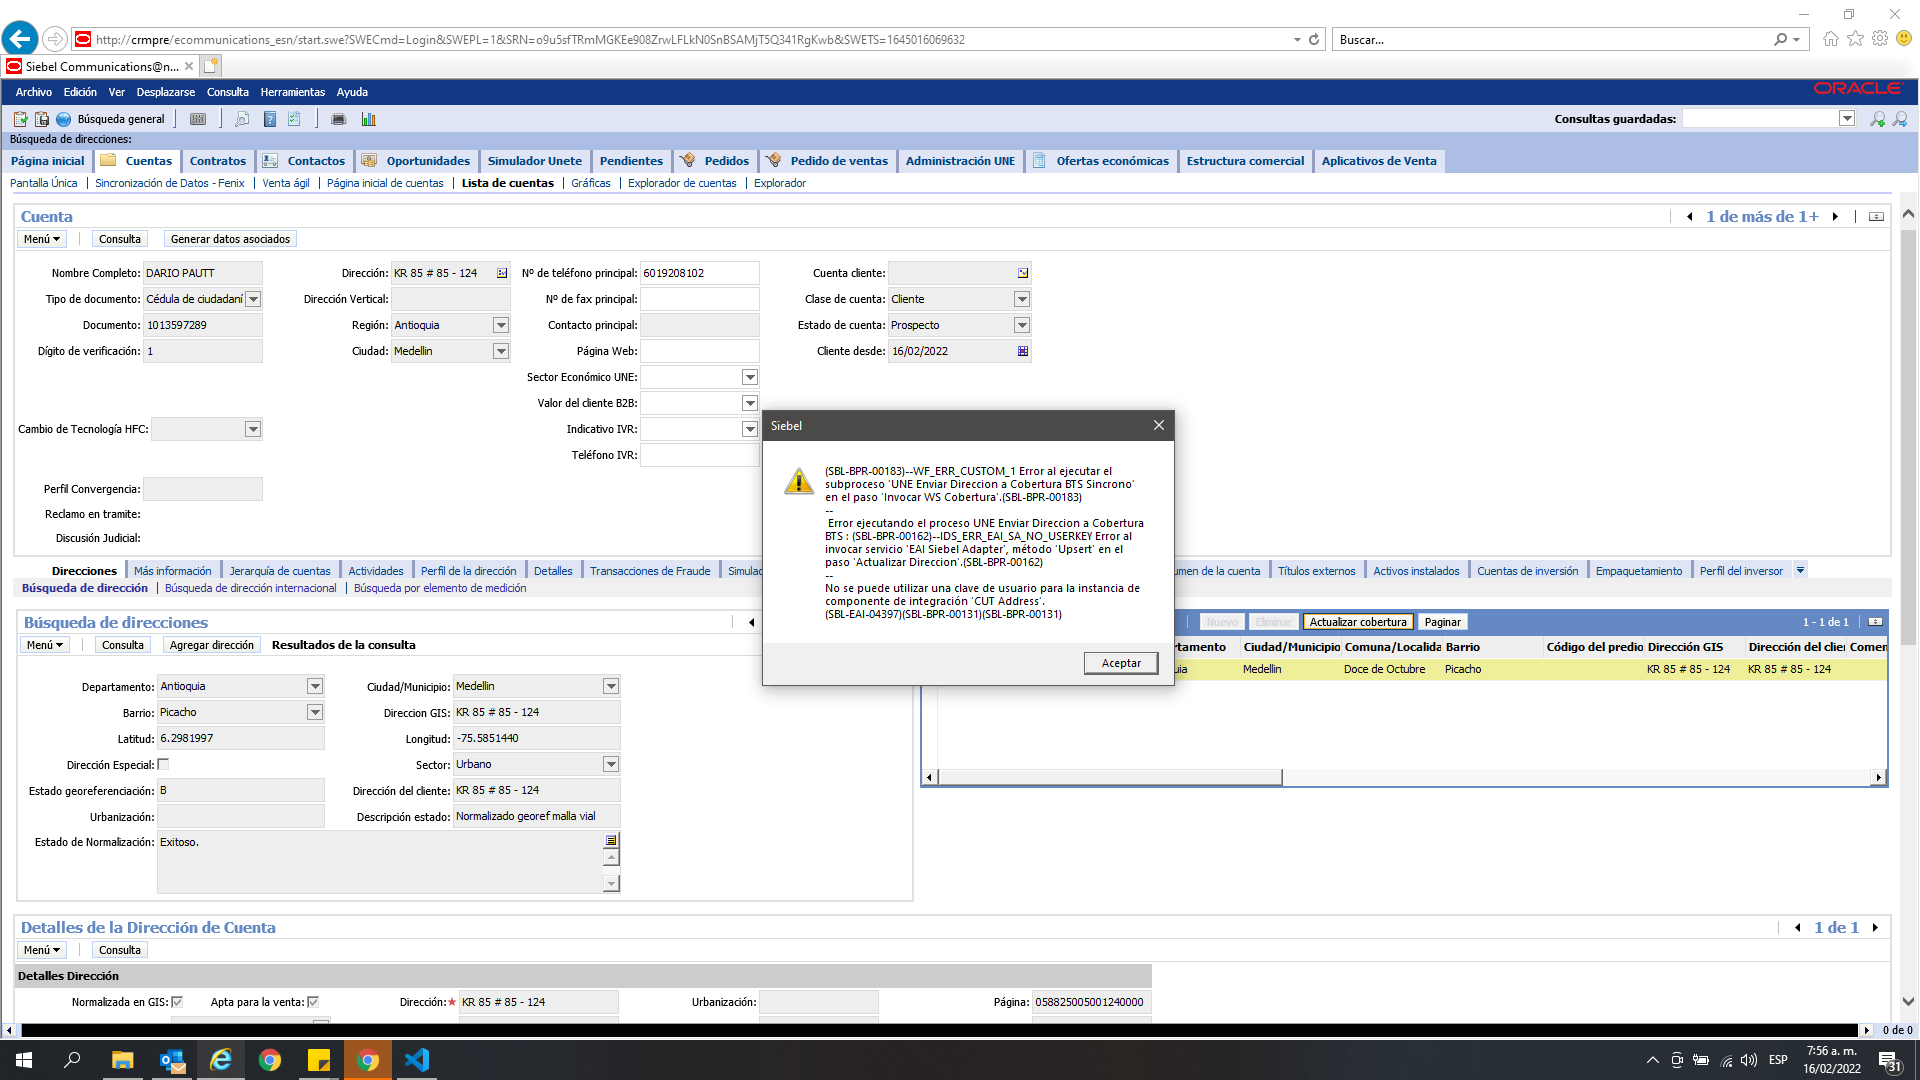 http://crmpre/ecommunications_esn/start.swe?SWECmd=Login&SWEPL=1&SRN=o9u5sfTRmMGKEe908ZrwLFLkN0SnBSAMjT5Q341RgKwb&SWETS=1645016069632
Buscar...
Siebel Communications@n...
Archivo Edición Ver Desplazarse Consulta Herramientas Ayuda
ORACLE
Búsqueda general
Consultas guardadas:
Búsqueda de direcciones:
Página inicial Cuentas Contratos Contactos Oportunidades Simulador Unete Pendientes Pedidos Pedido de ventas Administración UNE Ofertas económicas Estructura comercial Aplicativos de Venta
Pantalla Única Sincronización de Datos - Fenix Venta ágil Página inicial de cuentas Lista de cuentas Gráficas Explorador de cuentas Explorador
Cuenta
1 de más de 1+
Menú Consulta Generar datos asociados
Nombre Completo: DARIO PAUTT Dirección: KR 85 # 85 - 124 Nº de teléfono principal: 6019208102 Cuenta cliente:
Tipo de documento: Cédula de ciudadaní Dirección Vertical: Nº de fax principal: Clase de cuenta: Cliente
Documento: 1013597289 Región: Antioquia Contacto principal: Estado de cuenta: Prospecto
Dígito de verificación: 1 Ciudad: Medellin Página Web: Cliente desde: 16/02/2022
Sector Económico UNE:
Valor del cliente B2B:
Cambio de Tecnología HFC: Indicativo IVR:
Teléfono IVR:
Perfil Convergencia:
Reclamo en tramite:
Discusión Judicial:
Siebel
(SBL-BPR-00183)--WF_ERR_CUSTOM_1 Error al ejecutar el
subproceso 'UNE Enviar Direccion a Cobertura BTS Sincrono'
en el paso 'Invocar WS Cobertura'.(SBL-BPR-00183)
--
Error ejecutando el proceso UNE Enviar Direccion a Cobertura
BTS : (SBL-BPR-00162)--IDS_ERR_EAI_SA_NO_USERKEY Error al
invocar servicio 'EAI Siebel Adapter', método 'Upsert' en el
paso 'Actualizar Direccion'.(SBL-BPR-00162)
--
No se puede utilizar una clave de usuario para la instancia de
componente de integración 'CUT Address'.
(SBL-EAI-04397)(SBL-BPR-00131)(SBL-BPR-00131)
Aceptar
Direcciones Más información Jerarquía de cuentas Actividades Perfil de la dirección Detalles Transacciones de Fraude Simulac umen de la cuenta Títulos externos Activos instalados Cuentas de inversión Empaquetamiento Perfil del inversor
Búsqueda de dirección Búsqueda de dirección internacional Búsqueda por elemento de medición
Búsqueda de direcciones
Nuevo Eliminar Actualizar cobertura Paginar 1 - 1 de 1
Menú Consulta Agregar dirección Resultados de la consulta
rtamento Ciudad/Municipio Comuna/Localida Barrio Código del predio Dirección GIS Dirección del clien Comen
uia Medellin Doce de Octubre Picacho KR 85 # 85 - 124 KR 85 # 85 - 124
Departamento: Antioquia Ciudad/Municipio: Medellin
Barrio: Picacho Direccion GIS: KR 85 # 85 - 124
Latitud: 6.2981997 Longitud: -75.5851440
Dirección Especial: Sector: Urbano
Estado georeferenciación: B Dirección del cliente: KR 85 # 85 - 124
Urbanización: Descripción estado: Normalizado georef malla vial
Estado de Normalización: Exitoso.
Detalles de la Dirección de Cuenta
1 de 1
Menú Consulta
Detalles Dirección
Normalizada en GIS: Apta para la venta: Dirección:* KR 85 # 85 - 124 Urbanización: Página: 058825005001240000
0 de 0
ESP
7:56 a. m.
16/02/2022
31